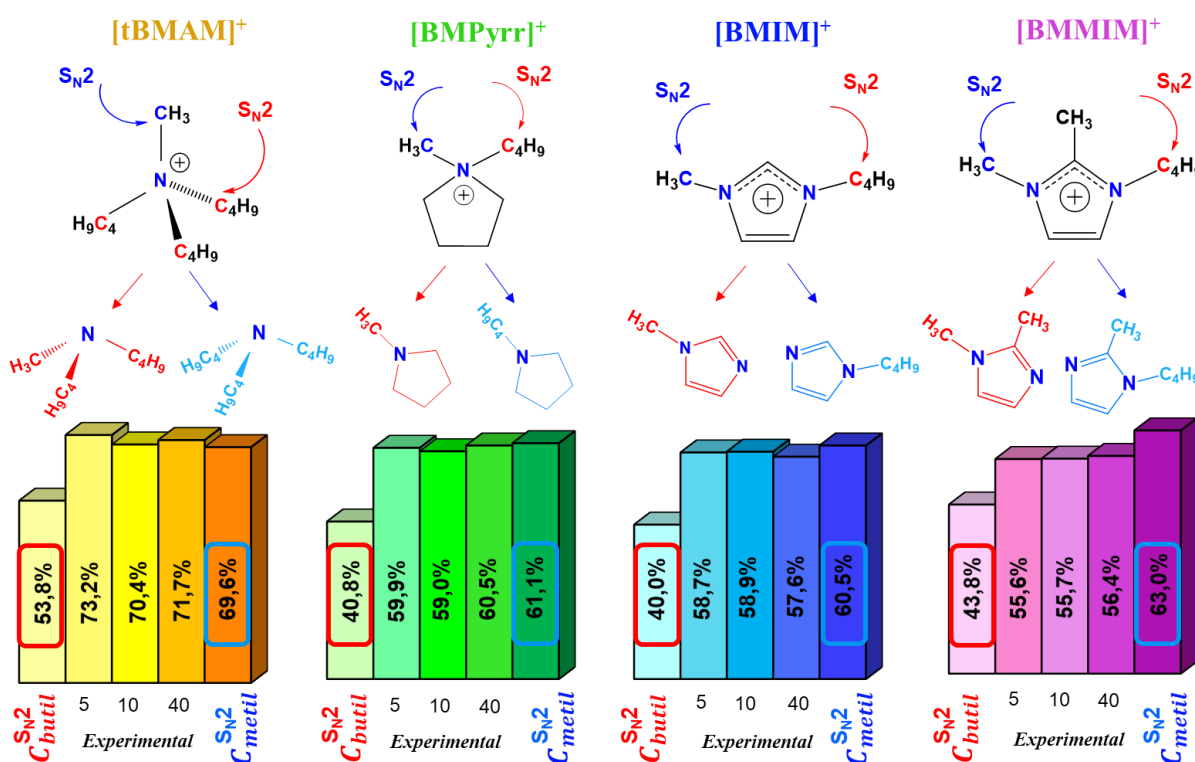 [tBMAM]+
[BMPyrr]+
[BMIM]+
[BMMIM]+
SN2
SN2
CH3
N
+
H9C4
C4H9
C4H9
SN2
SN2
H3C
C4H9
N
+
SN2
SN2
H3C
N
N
C4H9
+
SN2
SN2
CH3
H3C
N
N
C4H
+
N
H3C
C4H9
H9C4
N
H9C4
C4H9
H9C4
H3C
N
H9C4
N
H3C
N
N
N
N
C4H9
H3C
CH3
N
N
CH3
N
N
C4H9
53,8%
73,2%
70,4%
71,7%
69,6%
40,8%
59,9%
59,0%
60,5%
61,1%
40,0%
58,7%
58,9%
57,6%
60,5%
43,8%
55,6%
55,7%
56,4%
63,0%
SN2
Cbutil
5
10
40
SN2
Cmetil
Experimental
SN2
Cbutil
5
10
40
SN2
Cmetil
Experimental
SN2
Cbutil
5
10
40
SN2
Cmetil
Experimental
SN2
Cbutil
5
10
40
SN2
Cmetil
Experimental